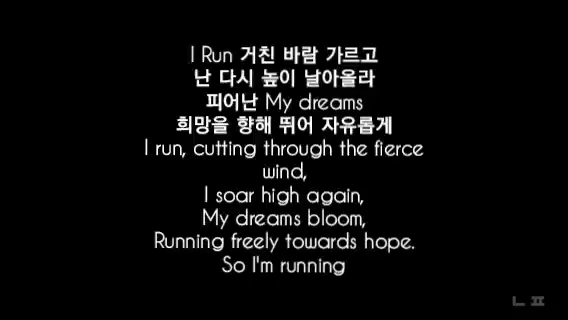 I Run 거친 바람 가르고
난 다시 높이 날아올라
피어난 My dreams
희망을 향해 뛰어 자유롭게
I run, cutting through the fierce
wind,
I soar high again,
My dreams bloom,
Running freely towards hope.
So I'm running